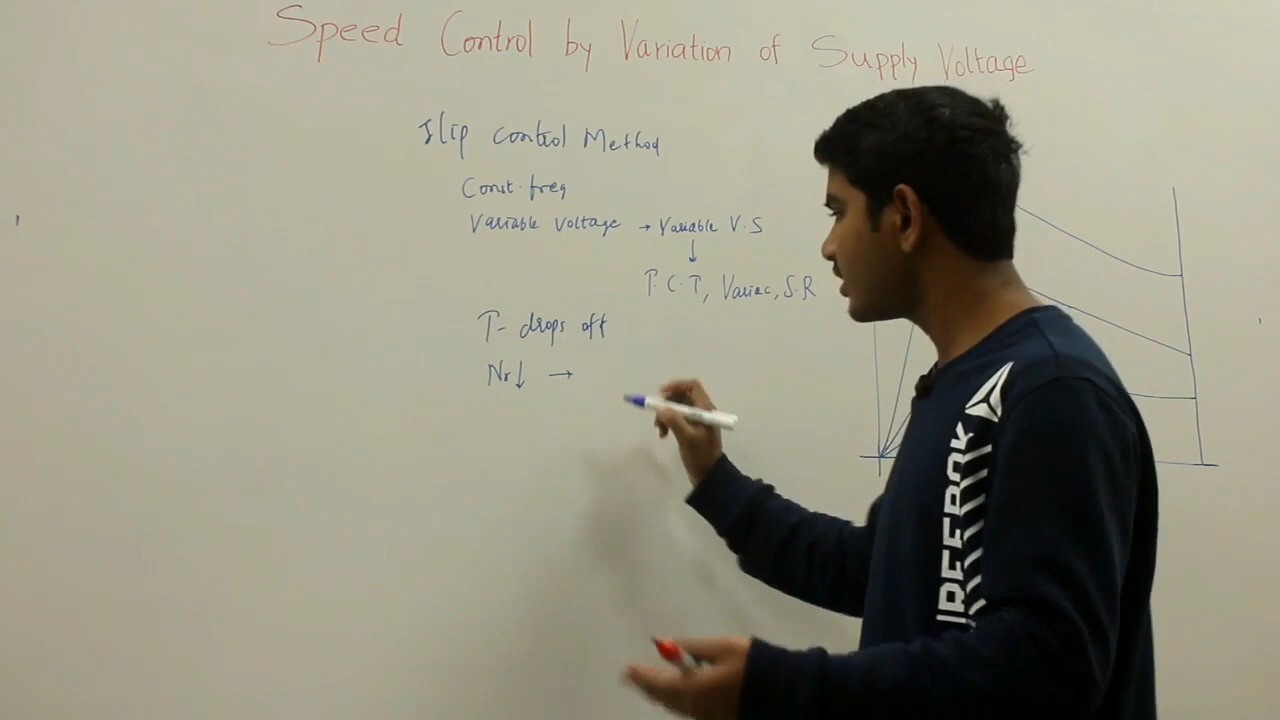 Speed Control by Variation of Supply Voltage
Slip control Method
Const. freq
Variable voltage → Variable V.S
↓
T.C.T, Variac, S.R
T- drops off
Nr↓ →
REEBOK